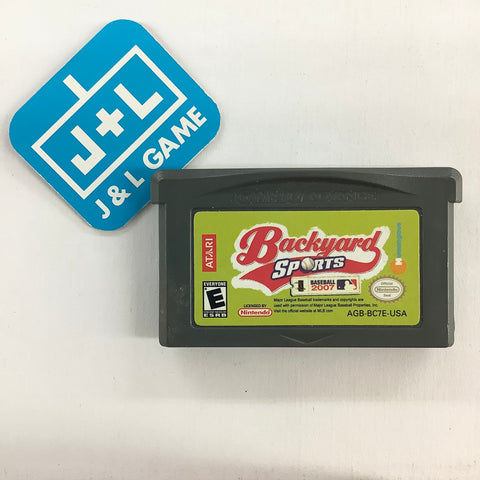 J+L
J & L GAME
GAME BOY ADVANCE
ATARI
Backyard
SPORTS
BASEBALL
2007
EVERYONE
E
ESRB
LICENSED BY
Nintendo
Major League Baseball trademarks and copyrights are
used with permission of Major League Baseball Properties, Inc.
Visit the official website at MLB.com
Official
Nintendo
Seal
AGB-BC7E-USA